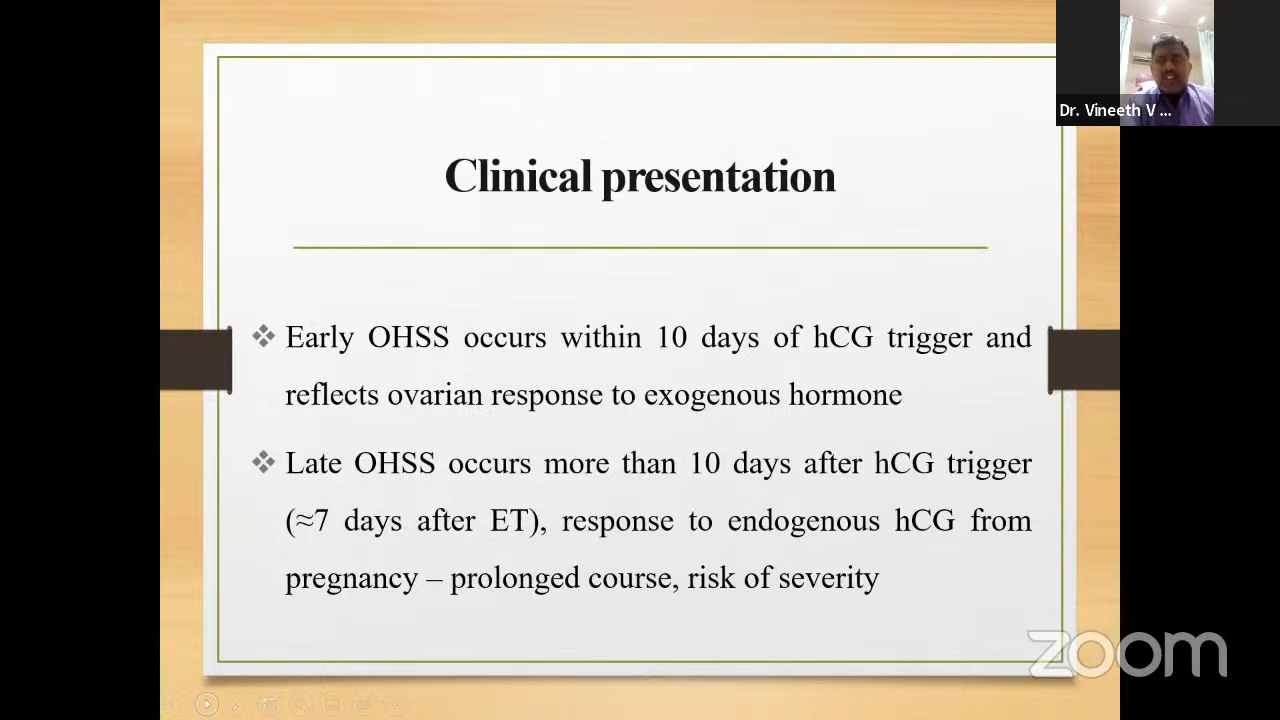 Dr. Vineeth V ...
Clinical presentation
Early OHSS occurs within 10 days of hCG trigger and
reflects ovarian response to exogenous hormone
Late OHSS occurs more than 10 days after hCG trigger
(≈7 days after ET), response to endogenous hCG from
pregnancy – prolonged course, risk of severity
zoom